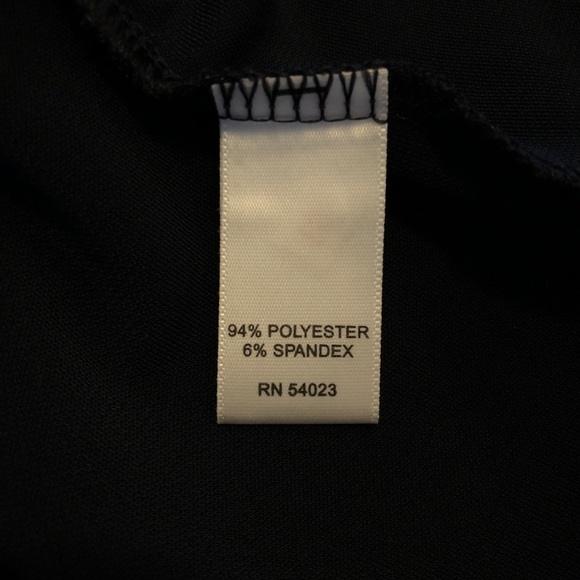 94% POLYESTER
6% SPANDEX
RN 54023